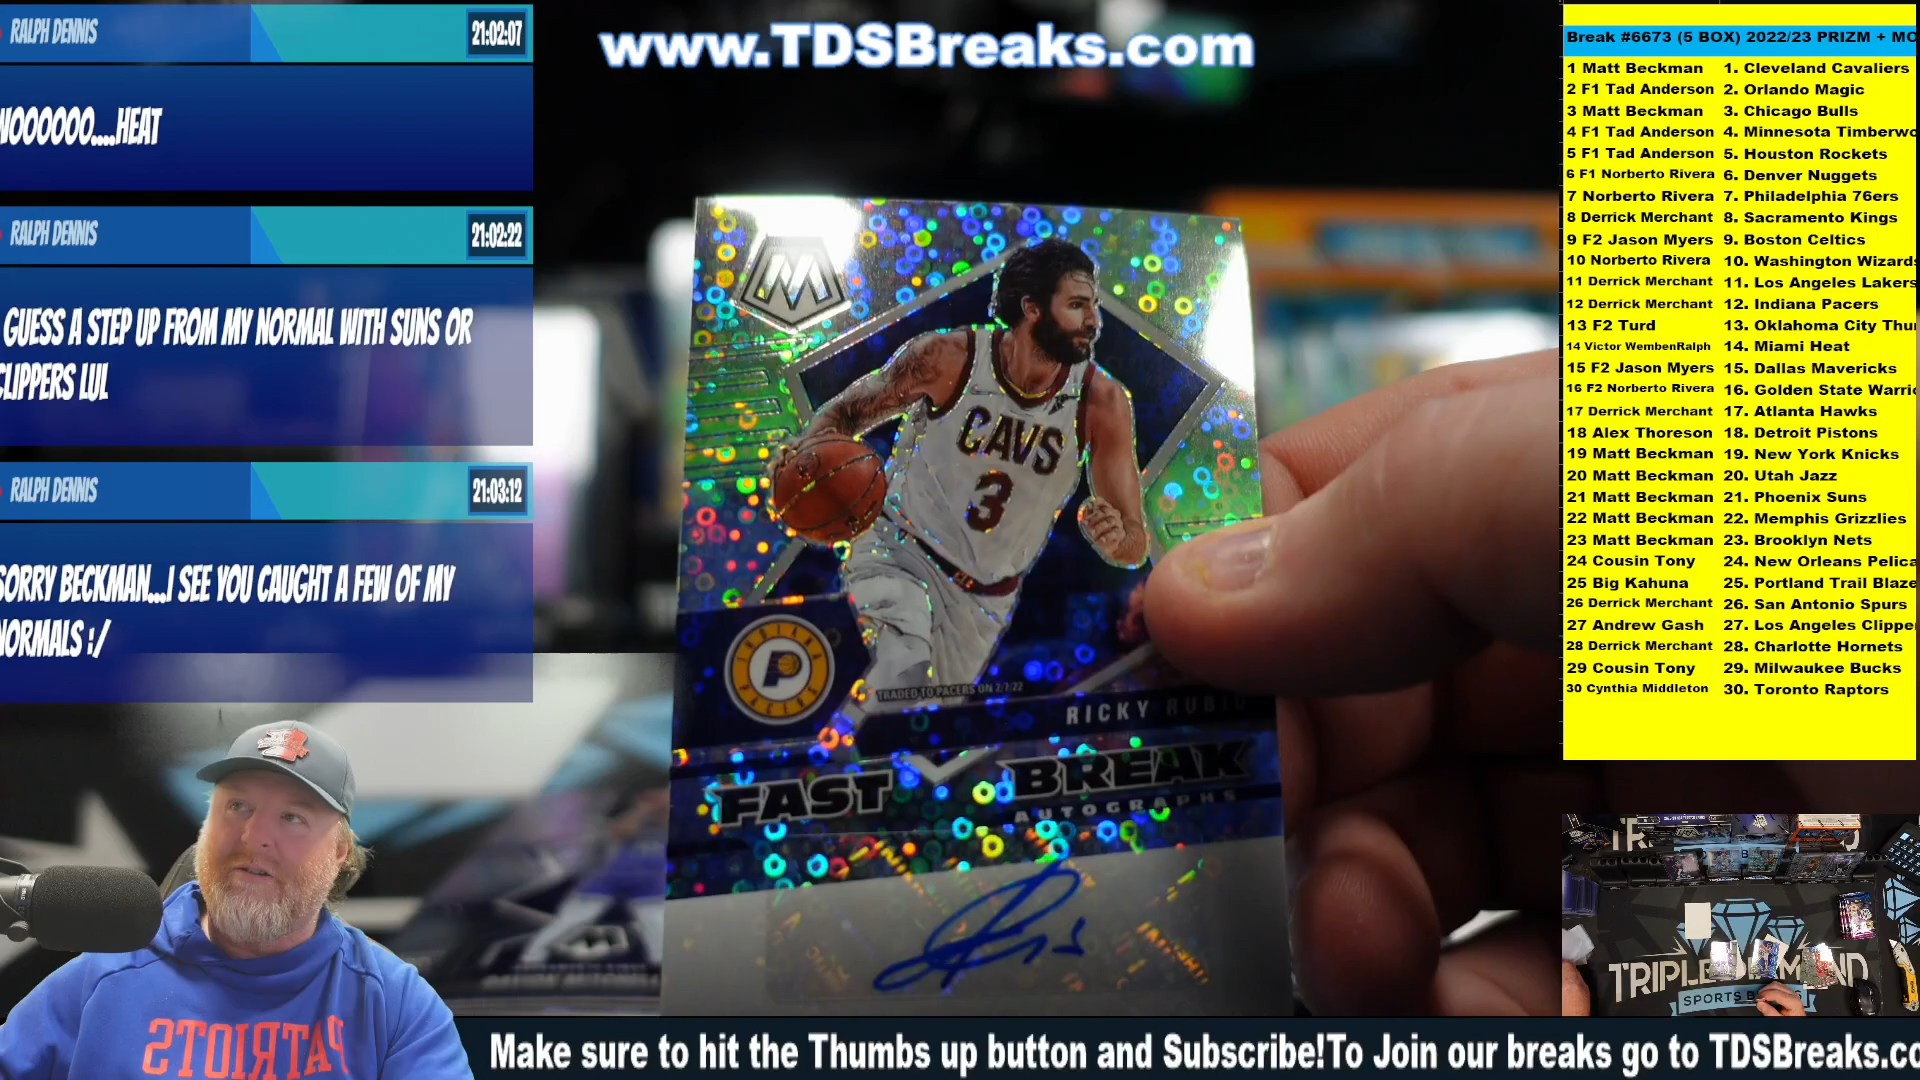 RALPH DENNIS
21:02:07
WOOOOOO....HEAT
RALPH DENNIS
21:02:22
GUESS A STEP UP FROM MY NORMAL WITH SUNS OR
CLIPPERS LUL
RALPH DENNIS
21:03:12
SORRY BECKMAN...I SEE YOU CAUGHT A FEW OF MY
NORMALS :/
www.TDSBreaks.com
CAVS
3
INDIANA
PACERS
TRADED TO PACERS ON 2/7/22
RICKY RUBIO
FAST BREAK
AUTOGRAPHS
PATRIOTS
Break #6673 (5 BOX) 2022/23 PRIZM + MO
1 Matt Beckman 1. Cleveland Cavaliers
2 F1 Tad Anderson 2. Orlando Magic
3 Matt Beckman 3. Chicago Bulls
4 F1 Tad Anderson 4. Minnesota Timberwo
5 F1 Tad Anderson 5. Houston Rockets
6 F1 Norberto Rivera 6. Denver Nuggets
7 Norberto Rivera 7. Philadelphia 76ers
8 Derrick Merchant 8. Sacramento Kings
9 F2 Jason Myers 9. Boston Celtics
10 Norberto Rivera 10. Washington Wizards
11 Derrick Merchant 11. Los Angeles Lakers
12 Derrick Merchant 12. Indiana Pacers
13 F2 Turd 13. Oklahoma City Thu
14 Victor WembenRalph 14. Miami Heat
15 F2 Jason Myers 15. Dallas Mavericks
16 F2 Norberto Rivera 16. Golden State Warri
17 Derrick Merchant 17. Atlanta Hawks
18 Alex Thoreson 18. Detroit Pistons
19 Matt Beckman 19. New York Knicks
20 Matt Beckman 20. Utah Jazz
21 Matt Beckman 21. Phoenix Suns
22 Matt Beckman 22. Memphis Grizzlies
23 Matt Beckman 23. Brooklyn Nets
24 Cousin Tony 24. New Orleans Pelica
25 Big Kahuna 25. Portland Trail Blaze
26 Derrick Merchant 26. San Antonio Spurs
27 Andrew Gash 27. Los Angeles Clippe
28 Derrick Merchant 28. Charlotte Hornets
29 Cousin Tony 29. Milwaukee Bucks
30 Cynthia Middleton 30. Toronto Raptors
TRIPLE DIAMOND
SPORTS BREAKS
Make sure to hit the Thumbs up button and Subscribe!To Join our breaks go to TDSBreaks.co